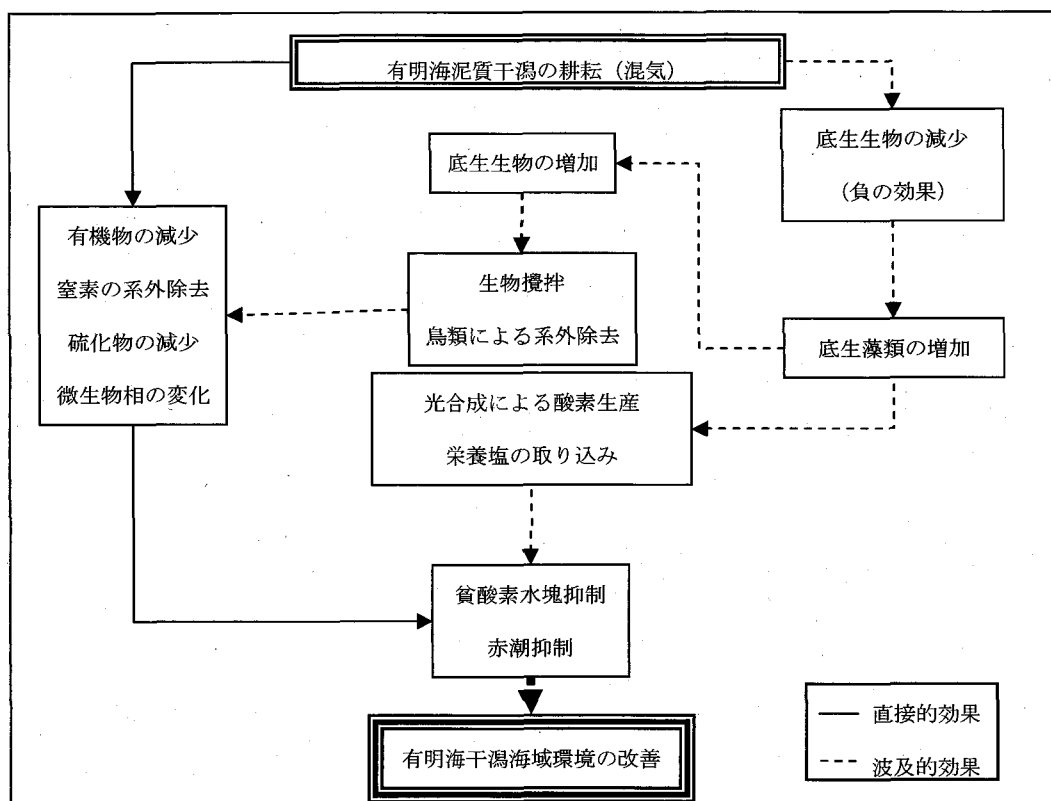 有明海泥質干潟の耕耘（混気）
底生生物の減少
（負の効果）
底生生物の増加
有機物の減少
窒素の系外除去
硫化物の減少
微生物相の変化
生物攪拌
鳥類による系外除去
底生藻類の増加
光合成による酸素生産
栄養塩の取り込み
貧酸素水塊抑制
赤潮抑制
有明海干潟海域環境の改善
直接的効果
波及的効果